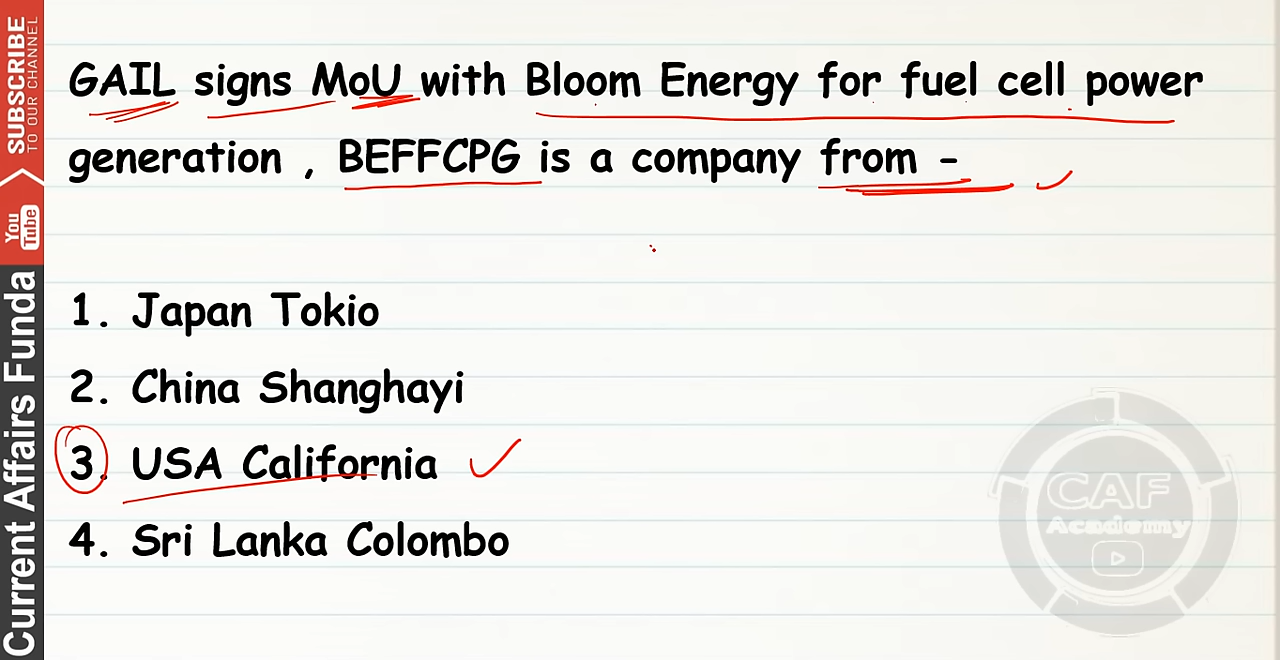 SUBSCRIBE
TO OUR CHANNEL
You
Tube
Current Affairs Funda
GAIL signs MoU with Bloom Energy for fuel cell power
generation , BEFFCPG is a company from -
1. Japan Tokio
2. China Shanghayi
3. USA California
4. Sri Lanka Colombo
CAF
Academy